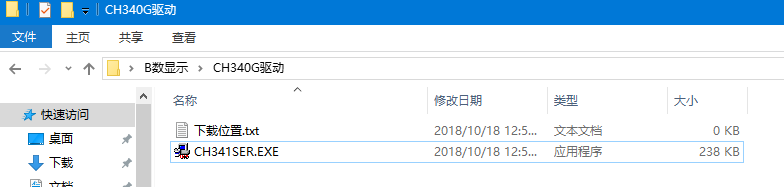 CH340G驱动
文件 主页 共享 查看
B数显示 CH340G驱动
快速访问
桌面
下载
文档
名称 修改日期 类型 大小
下载位置.txt 2018/10/18 12:5... 文本文档 0 KB
CH341SER.EXE 2018/10/18 12:5... 应用程序 238 KB